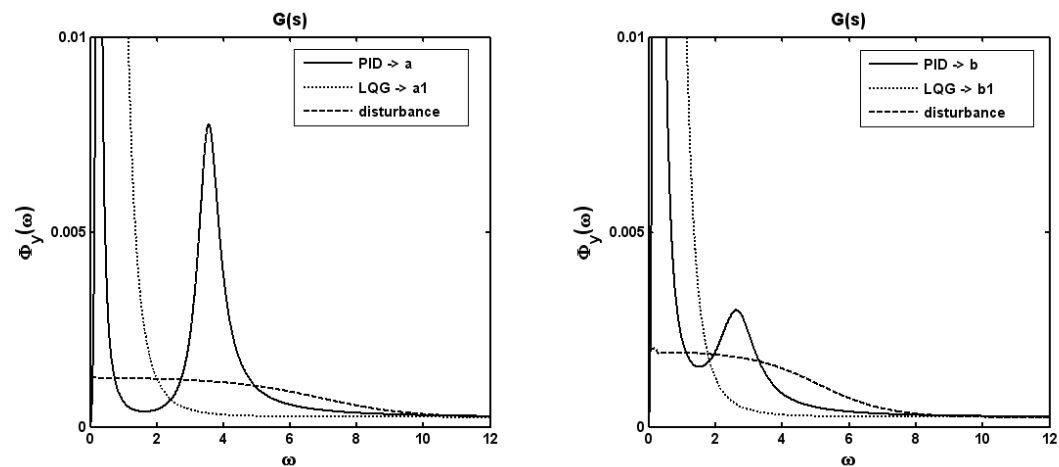 G(s)
0.01
PID -> a
LQG -> a1
disturbance
Φy(ω)
0.005
0
0 2 4 6 8 10 12
ω
G(s)
0.01
PID -> b
LQG -> b1
disturbance
Φy(ω)
0.005
0
0 2 4 6 8 10 12
ω